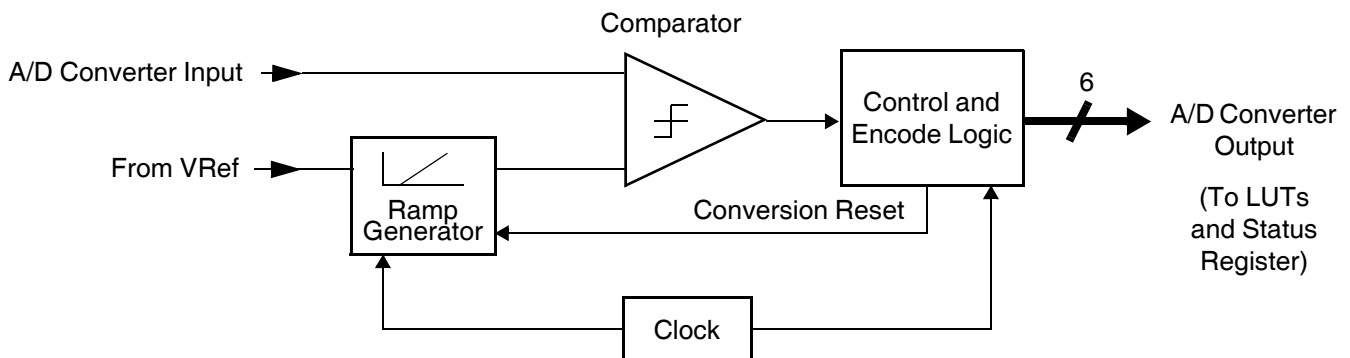 Comparator
A/D Converter Input
From VRef
Ramp
Generator
Control and
Encode Logic
6
A/D Converter
Output
(To LUTs
and Status
Register)
Conversion Reset
Clock